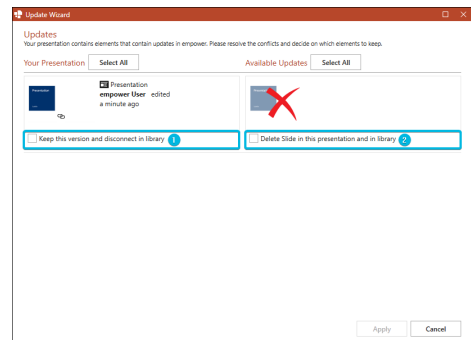 Update Wizard
Updates
Your presentation contains elements that contain updates in empower. Please resolve the conflicts and decide on which elements to keep.
Your Presentation
Select All
Available Updates
Select All
Presentation
Presentation
empower User edited
a minute ago
Keep this version and disconnect in library 1
Delete Slide in this presentation and in library 2
Apply
Cancel